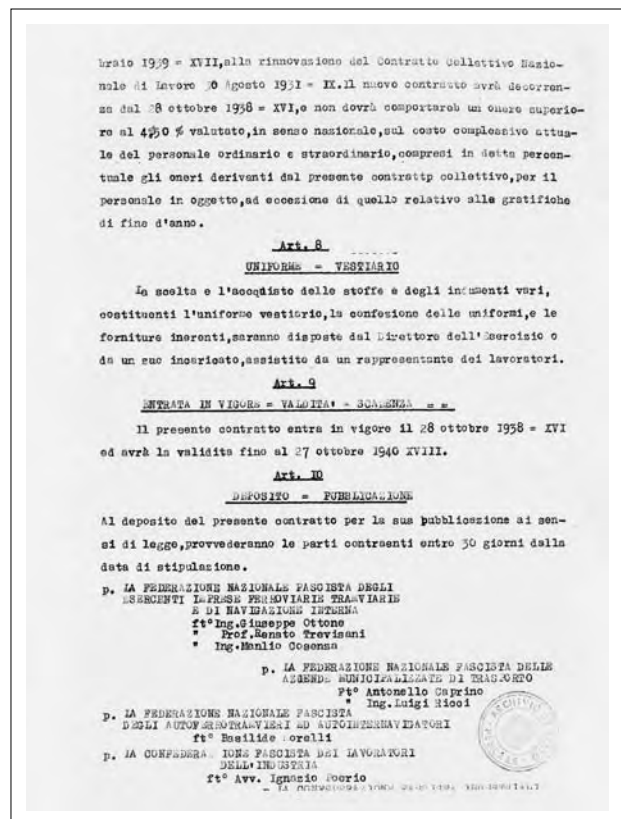 braio 1939 = XVII,alla rinnovazione del Contratto Collettivo Nazio-
nale di Lavoro 30 Agosto 1931 = IX.Il nuovo contratto avrà decorren-
za dal 28 ottobre 1938 = XVI,e non dovrà comportareb un onere superio-
re al 4,50 % valutato,in senso nazionale,sul costo complessivo attua-
le del personale ordinario e straordinario,compresi in detta percen-
tuale gli oneri derivanti dal presente contrattp collettivo,per il
personale in oggetto,ad eccezione di quello relativo alle gratifiche
di fine d'anno.
Art. 8
UNIFORME = VESTIARIO
La scelta e l'accquisto delle stoffe e degli indumenti vari,
costituenti l'uniforme vestiario,la confezione delle uniformi,e le
forniture inerenti,saranno disposte dal Direttore dell'Esercizio o
da un suo incaricato,assistito da un rappresentante dei lavoratori.
Art. 9
ENTRATA IN VIGORE = VALDITA' = SCADENZA = =
Il presente contratto entra in vigore il 28 ottobre 1938 = XVI
ed avrà la validita fino al 27 ottobre 1940 XVIII.
Art. 10
DEPOSITO = PUBBLICAZIONE
Al deposito del presente contratto per la sua pubblicazione ai sen-
si di legge,provvederanno le parti contraenti entro 30 giorni dalla
data di stipulazione.
p. LA FEDERAZIONE NAZIONALE FASCISTA DEGLI
ESERCENTI IMPRESE FERROVIARIE TRAMVIARIE
E DI NAVIGAZIONE INTERNA
ft° Ing.Giuseppe Ottone
" Prof.Renato Trevisani
" Ing.Manlio Cosenza
p. LA FEDERAZIONE NAZIONALE FASCISTA DELLE
AZIENDE MUNICIPALIZZATE DI TRASPORTO
Ft° Antonello Caprino
" Ing.Luigi Ricci
p. LA FEDERAZIONE NAZIONALE FASCISTA
DEGLI AUTOFERROTRAMVIERI ED AUTOINTERNAVIGATORI
ft° Basilide
p. LA CONFEDERA IONE FASCISTA DEI LAVORATORI
DELL'INDUSTRIA
ft° Avv. Ignazio
- LA CONFEDERAZIONE FASCISTA
ARCHIVIO